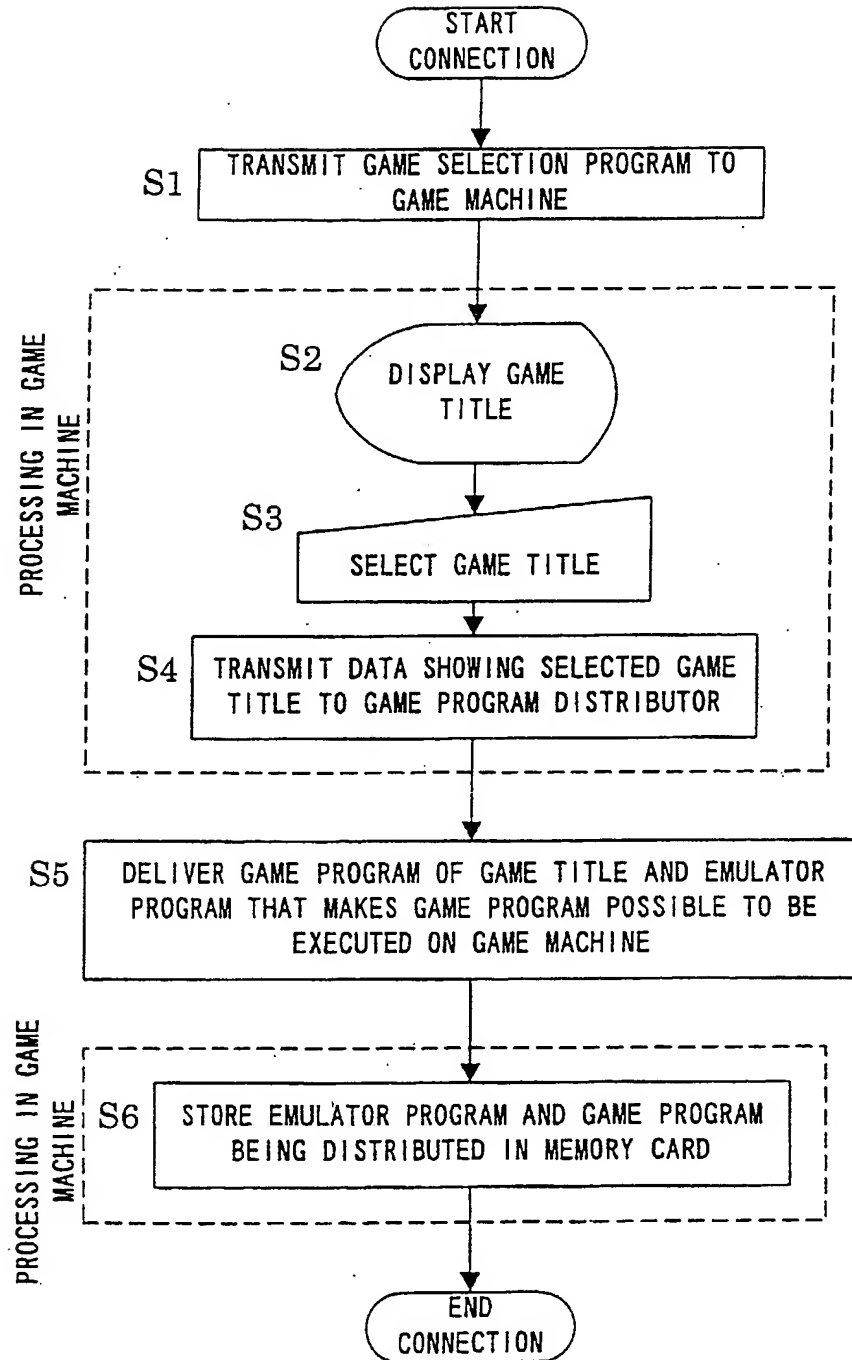 START
CONNECTION
S1
TRANSMIT GAME SELECTION PROGRAM TO
GAME MACHINE
PROCESSING IN GAME
MACHINE
S2
DISPLAY GAME
TITLE
S3
SELECT GAME TITLE
S4
TRANSMIT DATA SHOWING SELECTED GAME
TITLE TO GAME PROGRAM DISTRIBUTOR
S5
DELIVER GAME PROGRAM OF GAME TITLE AND EMULATOR
PROGRAM THAT MAKES GAME PROGRAM POSSIBLE TO BE
EXECUTED ON GAME MACHINE
PROCESSING IN GAME
MACHINE
S6
STORE EMULATOR PROGRAM AND GAME PROGRAM
BEING DISTRIBUTED IN MEMORY CARD
END
CONNECTION